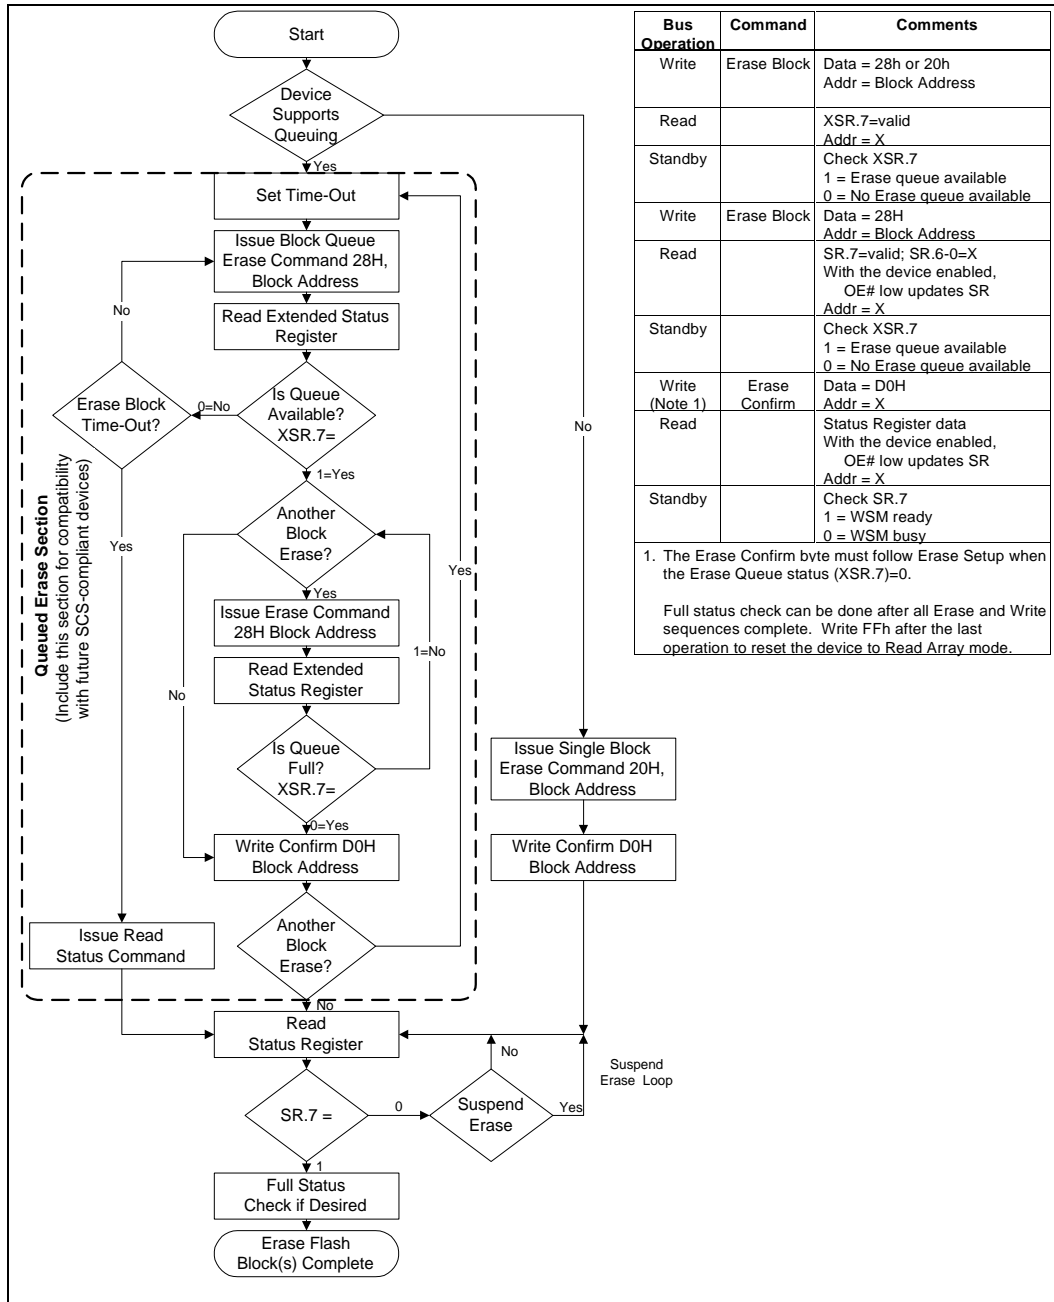 Start
Device
Supports
Queuing
Yes
Set Time-Out
Issue Block Queue
Erase Command 28H,
Block Address
No
Read Extended Status
Register
Erase Block
Time-Out?
0=No
Is Queue
Available?
XSR.7=
No
1=Yes
Another
Block
Erase?
Yes
Yes
Yes
Issue Erase Command
28H Block Address
1=No
Read Extended
Status Register
No
Is Queue
Full?
XSR.7=
0=Yes
Queued Erase Section
(Include this section for compatibility
with future SCS-compliant devices)
Issue Single Block
Erase Command 20H,
Block Address
Write Confirm D0H
Block Address
Write Confirm D0H
Block Address
Another
Block
Erase?
Issue Read
Status Command
No
Read
Status Register
No
Suspend
Erase Loop
SR.7 =
0
Suspend
Erase
Yes
1
Full Status
Check if Desired
Erase Flash
Block(s) Complete
Bus
Operation
Command
Comments
Write
Erase Block
Data = 28h or 20h
Addr = Block Address
Read
XSR.7=valid
Addr = X
Standby
Check XSR.7
1 = Erase queue available
0 = No Erase queue available
Write
Erase Block
Data = 28H
Addr = Block Address
Read
SR.7=valid; SR.6-0=X
With the device enabled,
OE# low updates SR
Addr = X
Standby
Check XSR.7
1 = Erase queue available
0 = No Erase queue available
Write
(Note 1)
Erase
Confirm
Data = D0H
Addr = X
Read
Status Register data
With the device enabled,
OE# low updates SR
Addr = X
Standby
Check SR.7
1 = WSM ready
0 = WSM busy
1. The Erase Confirm byte must follow Erase Setup when
the Erase Queue status (XSR.7)=0.
Full status check can be done after all Erase and Write
sequences complete. Write FFh after the last
operation to reset the device to Read Array mode.